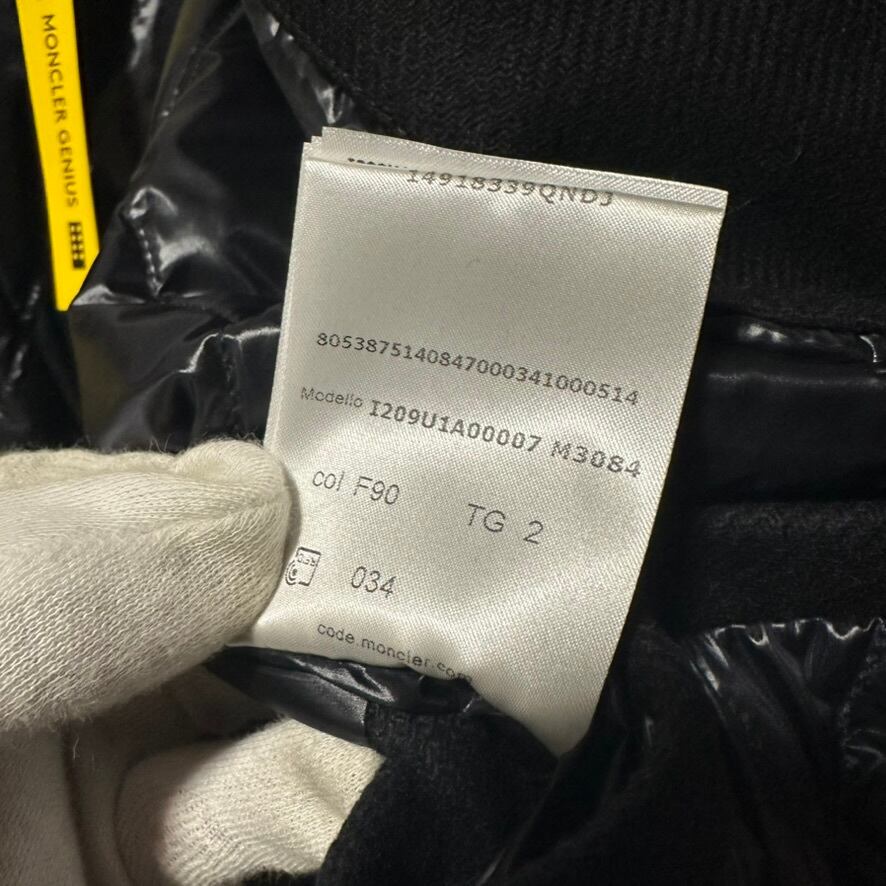 MONCLER GENIUS
14918339QNDJ
8053875140847000341000514
Modello I209U1A00007 M3084
col F90
TG 2
034
code.moncler.com